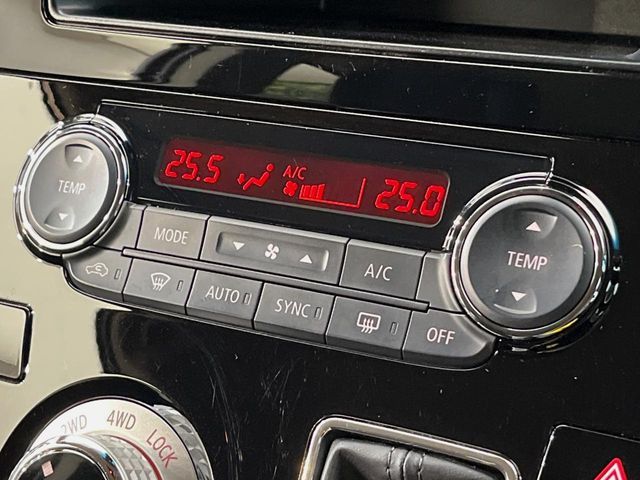 25.5 A/C 25.0
TEMP
MODE
A/C
TEMP
AUTO
SYNC
OFF
2WD 4WD LOCK